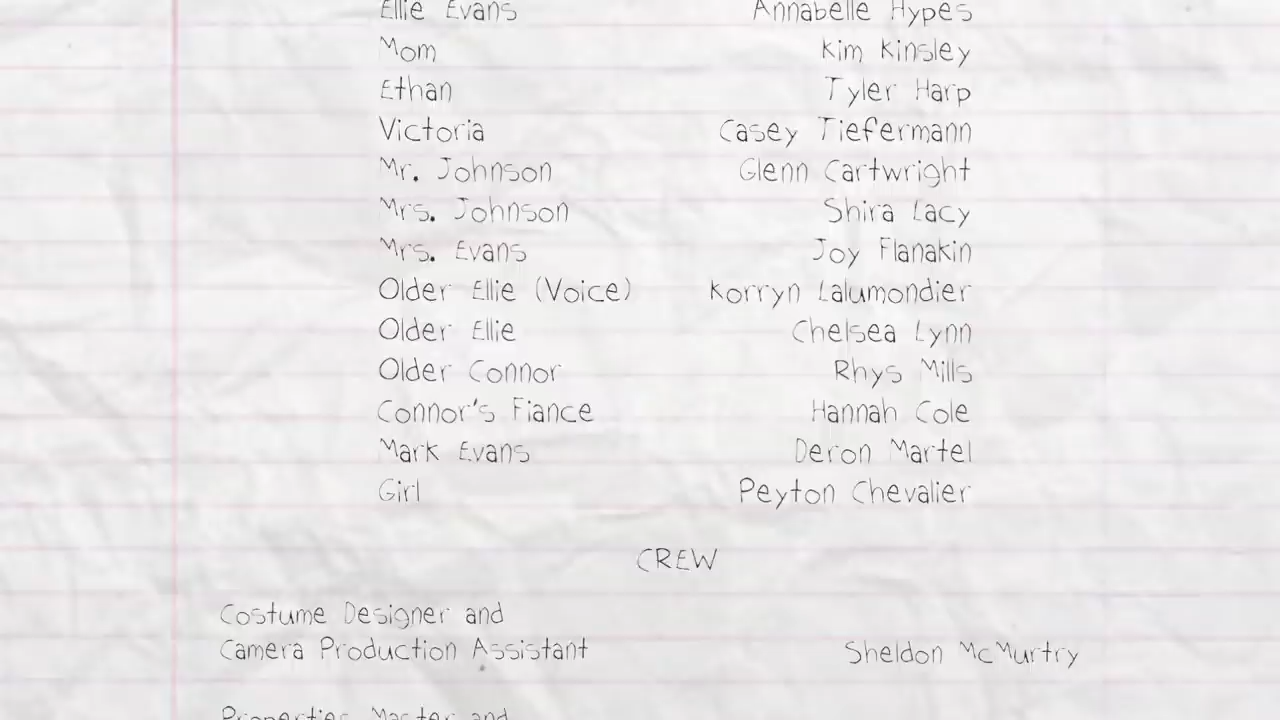 Ellie Evans Annabelle Hypes
Mom Kim Kinsley
Ethan Tyler Harp
Victoria Casey Tiefermann
Mr. Johnson Glenn Cartwright
Mrs. Johnson Shira Lacy
Mrs. Evans Joy Flanakin
Older Ellie (Voice) Korryn Lalumondier
Older Ellie Chelsea Lynn
Older Connor Rhys Mills
Connor's Fiance Hannah Cole
Mark Evans Deron Martel
Girl Peyton Chevalier
CREW
Costume Designer and
Camera Production Assistant Sheldon McMurtry
Properties Master and